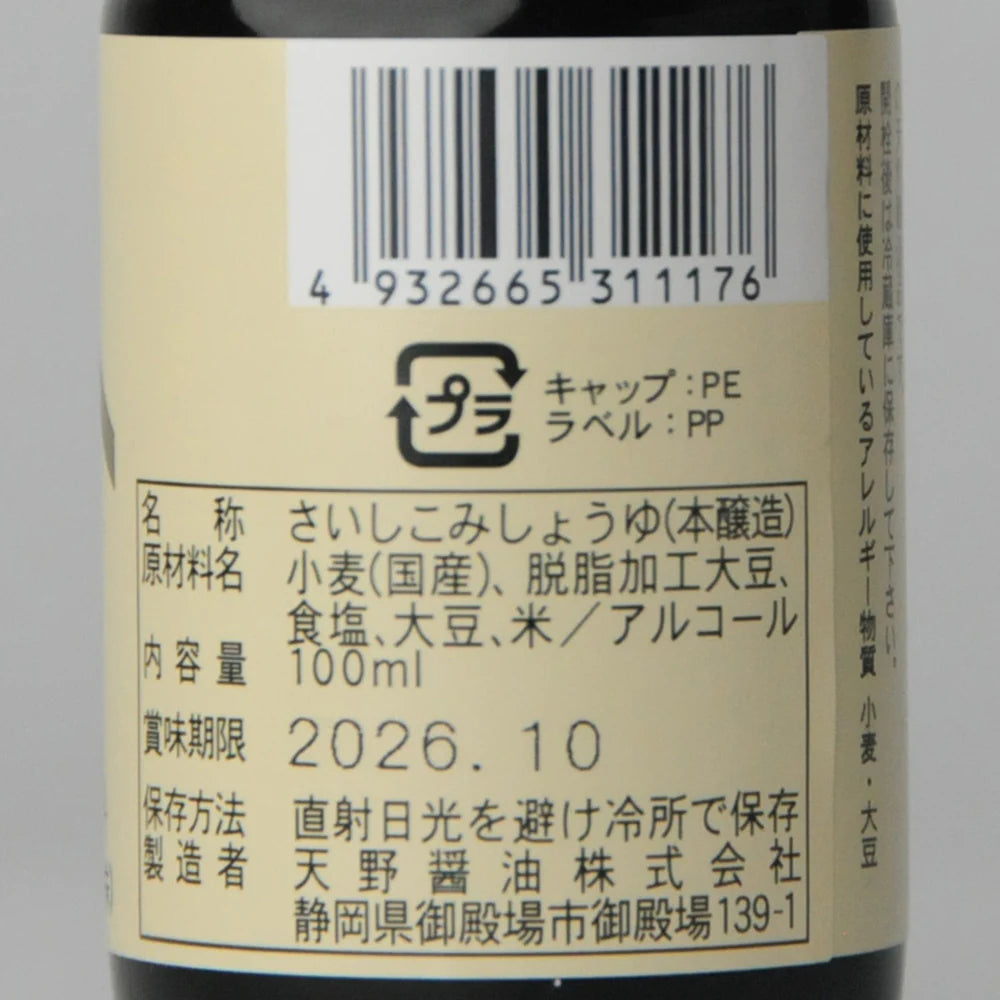 4 932665 311176
プラ
キャップ：PE
ラベル：PP
名称 さいしこみしょうゆ(本醸造)
原材料名 小麦(国産)、脱脂加工大豆、
食塩、大豆、米／アルコール
内容量 100ml
賞味期限 2026.10
保存方法 直射日光を避け冷所で保存
製造者 天野醤油株式会社
静岡県御殿場市御殿場139-1
開栓後は冷蔵庫に保存して下さい。
原材料に使用しているアレルギー物質 小麦・大豆